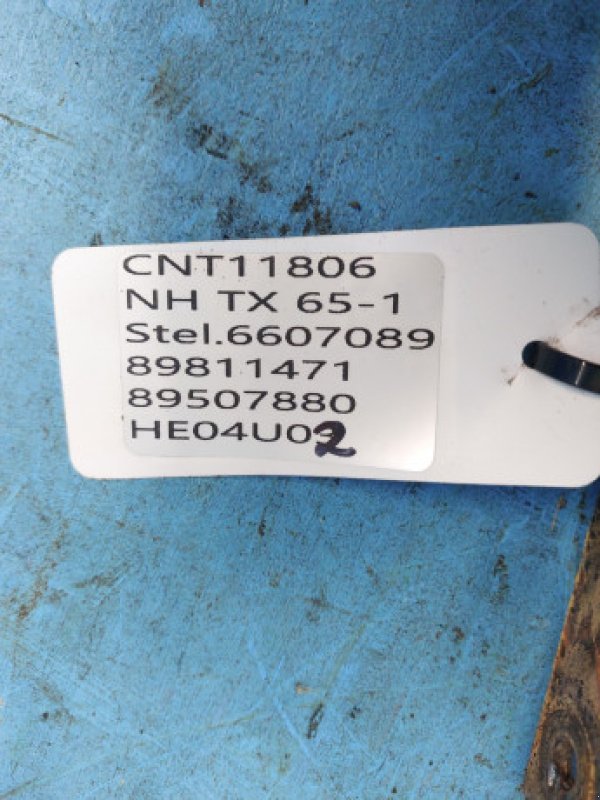 CNT11806
NH TX 65-1
Stel.6607089
89811471
89507880
HE04U02